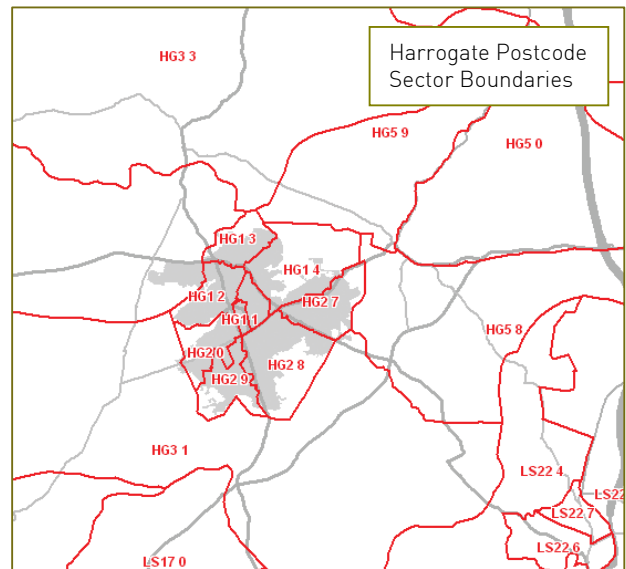 Harrogate Postcode
Sector Boundaries
HG3 3
HG5 9
HG5 0
HG1 3
HG1 4
HG1 2
HG2 7
HG1 1
HG5 8
HG2 0
HG2 8
HG2 9
HG3 1
LS22 4
LS22
LS22 7
LS22 6
LS17 0